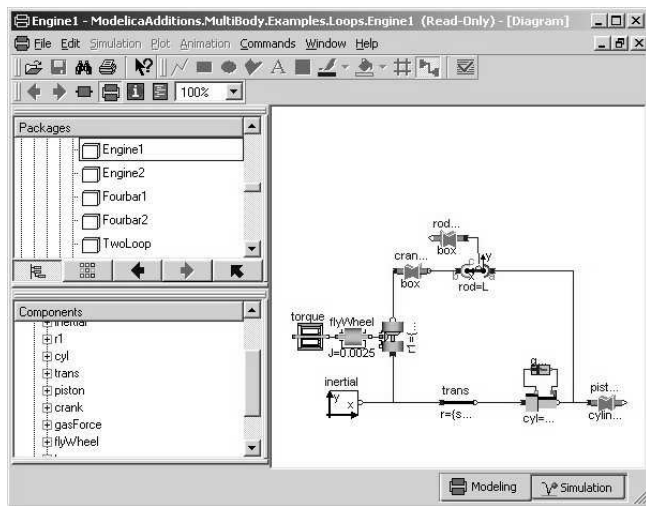 Engine1 - ModelicaAdditions.MultiBody.Examples.Loops.Engine1 (Read-Only) - [Diagram]
File Edit Simulation Plot Animation Commands Window Help
100%
Packages
Engine1
Engine2
Fourbar1
Fourbar2
TwoLoop
Components
inertial
r1
cyl
trans
piston
crank
gasForce
flyWheel
rod...
box
y
cran...
box
x
rod=L
torque
flyWheel
J=0.0025
inertial
y
x
trans
r={s...
g
cyl=...
pist...
cylin...
Modeling
Simulation